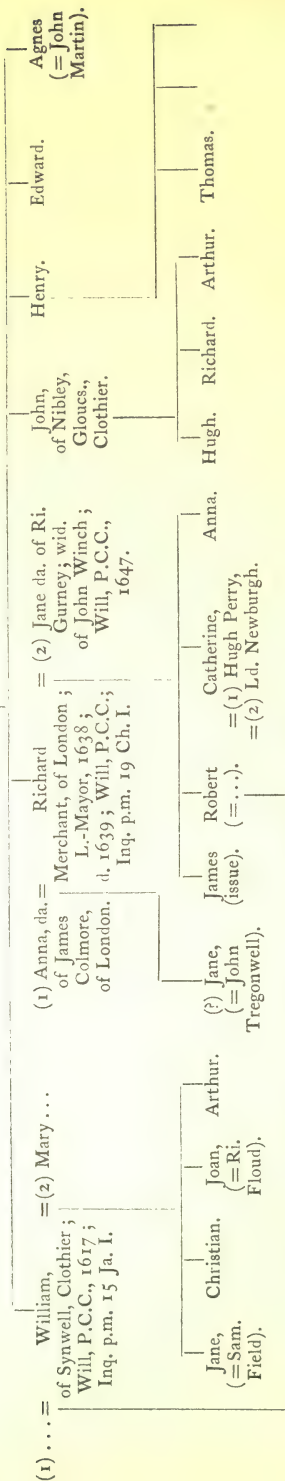 (1) .... =
William,
of Synwell, Clothier ;
Will, P.C.C., 1617 ;
Inq. p.m. 15 Ja. I.
=(2) Mary ...
(1) Anna, da. =
of James
Colmore,
of London.
Richard
Merchant, of London ;
L.-Mayor, 1638 ;
d. 1639 ; Will, P.C.C. ;
Inq. p.m. 19 Ch. I.
= (2) Jane da. of Ri.
Gurney ; wid.
of John Winch ;
Will, P.C.C.,
1647.
John,
of Nibley,
Gloucs.,
Clothier.
Henry.
Edward.
Agnes
(=John
Martin).
Jane,
(=Sam.
Field).
Christian.
Joan,
(=Ri.
Floud).
Arthur.
(?) Jane,
(=John
Tregonwell).
James
(issue).
Robert
(=...).
Catherine,
=(1) Hugh Perry,
=(2) Ld. Newburgh.
Anna.
Hugh.
Richard.
Arthur.
Thomas.